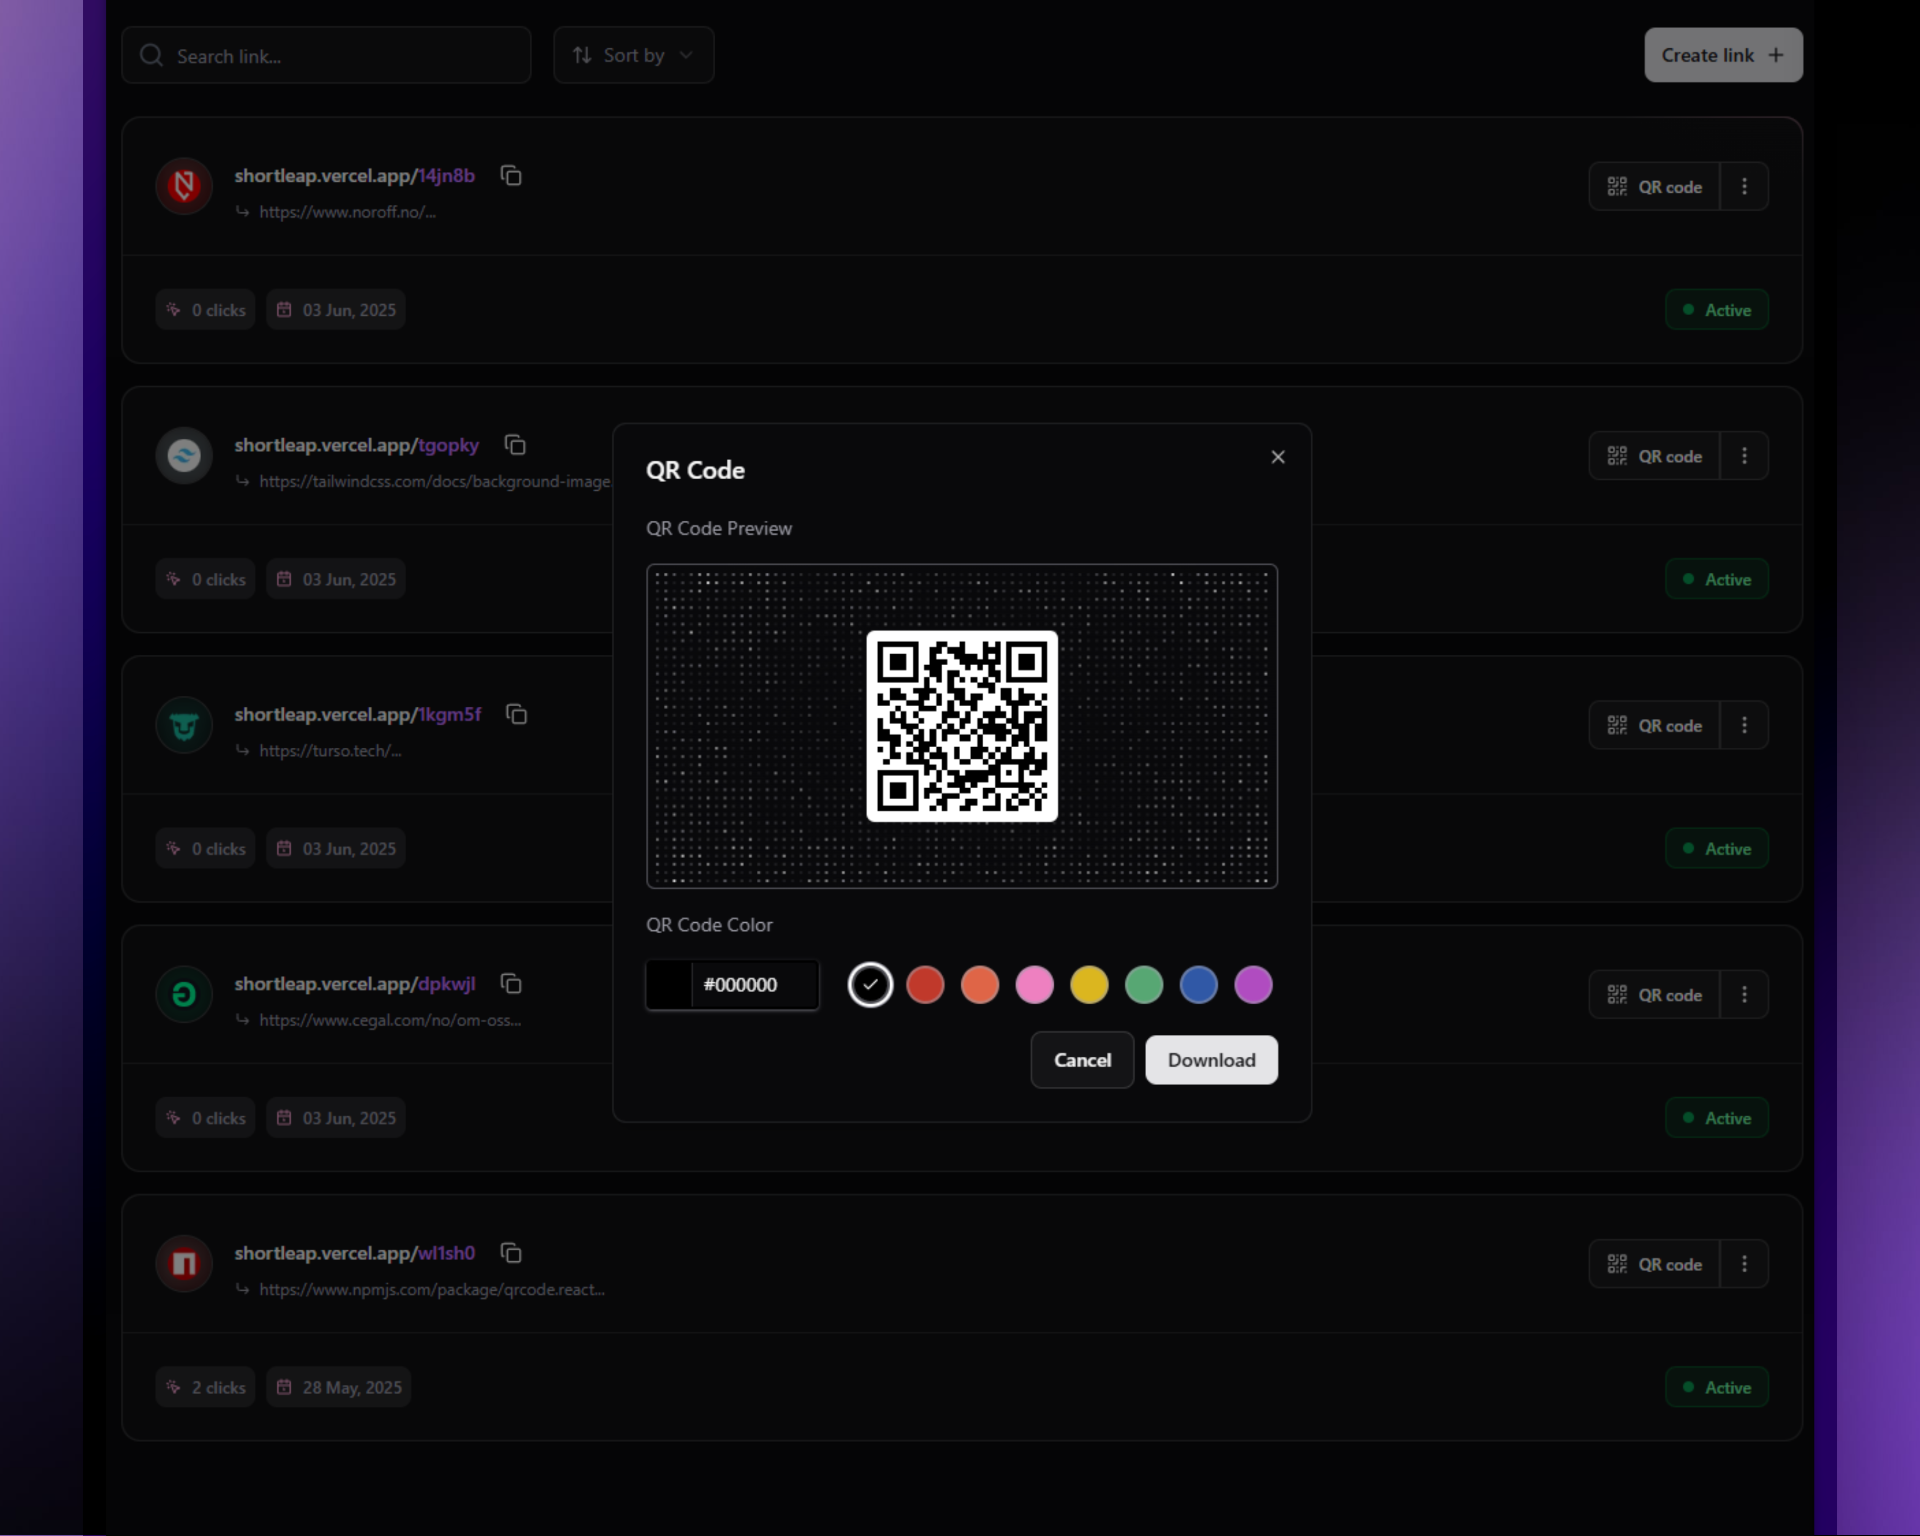 Search link...
Sort by
Create link +
shortleap.vercel.app/14jn8b
https://www.noroff.no/...
QR code
0 clicks
03 Jun, 2025
Active
shortleap.vercel.app/tgopky
https://tailwindcss.com/docs/background-image
QR code
0 clicks
03 Jun, 2025
Active
shortleap.vercel.app/1kgm5f
https://turso.tech/...
QR code
0 clicks
03 Jun, 2025
Active
shortleap.vercel.app/dpkwjl
https://www.cegal.com/no/om-oss...
QR code
0 clicks
03 Jun, 2025
Active
shortleap.vercel.app/wl1sh0
https://www.npmjs.com/package/qrcode.react...
QR code
2 clicks
28 May, 2025
Active
QR Code
QR Code Preview
QR Code Color
#000000
Cancel
Download